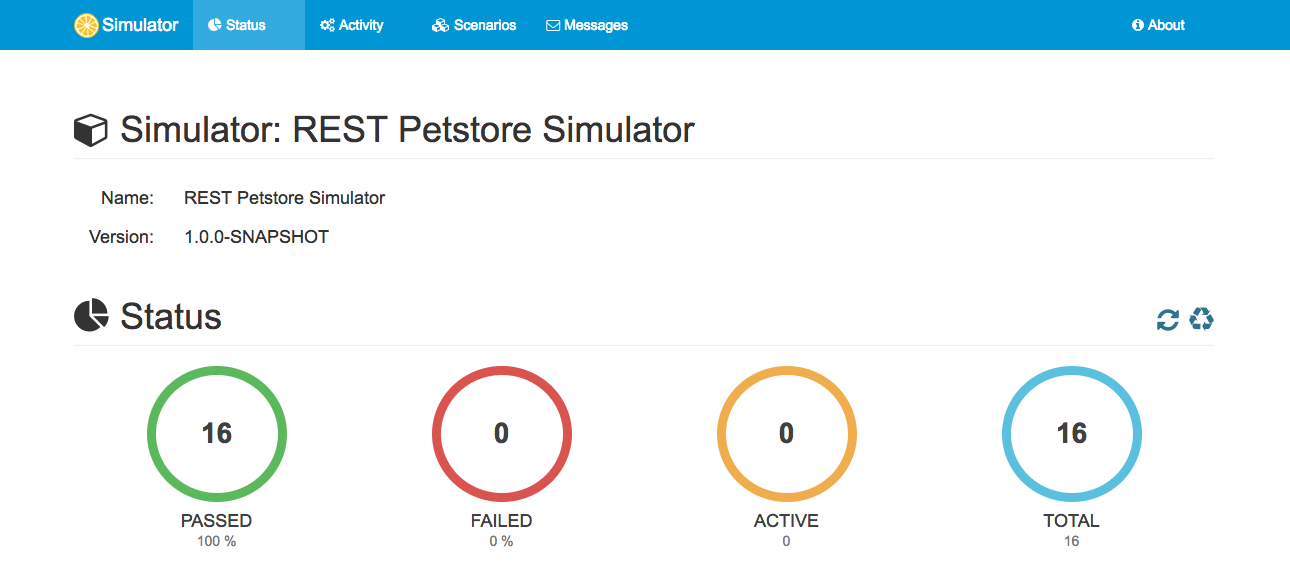 Simulator Status Activity Scenarios Messages About
Simulator: REST Petstore Simulator
Name: REST Petstore Simulator
Version: 1.0.0-SNAPSHOT
Status
16 0 0 16
PASSED FAILED ACTIVE TOTAL
100 % 0 % 0 16